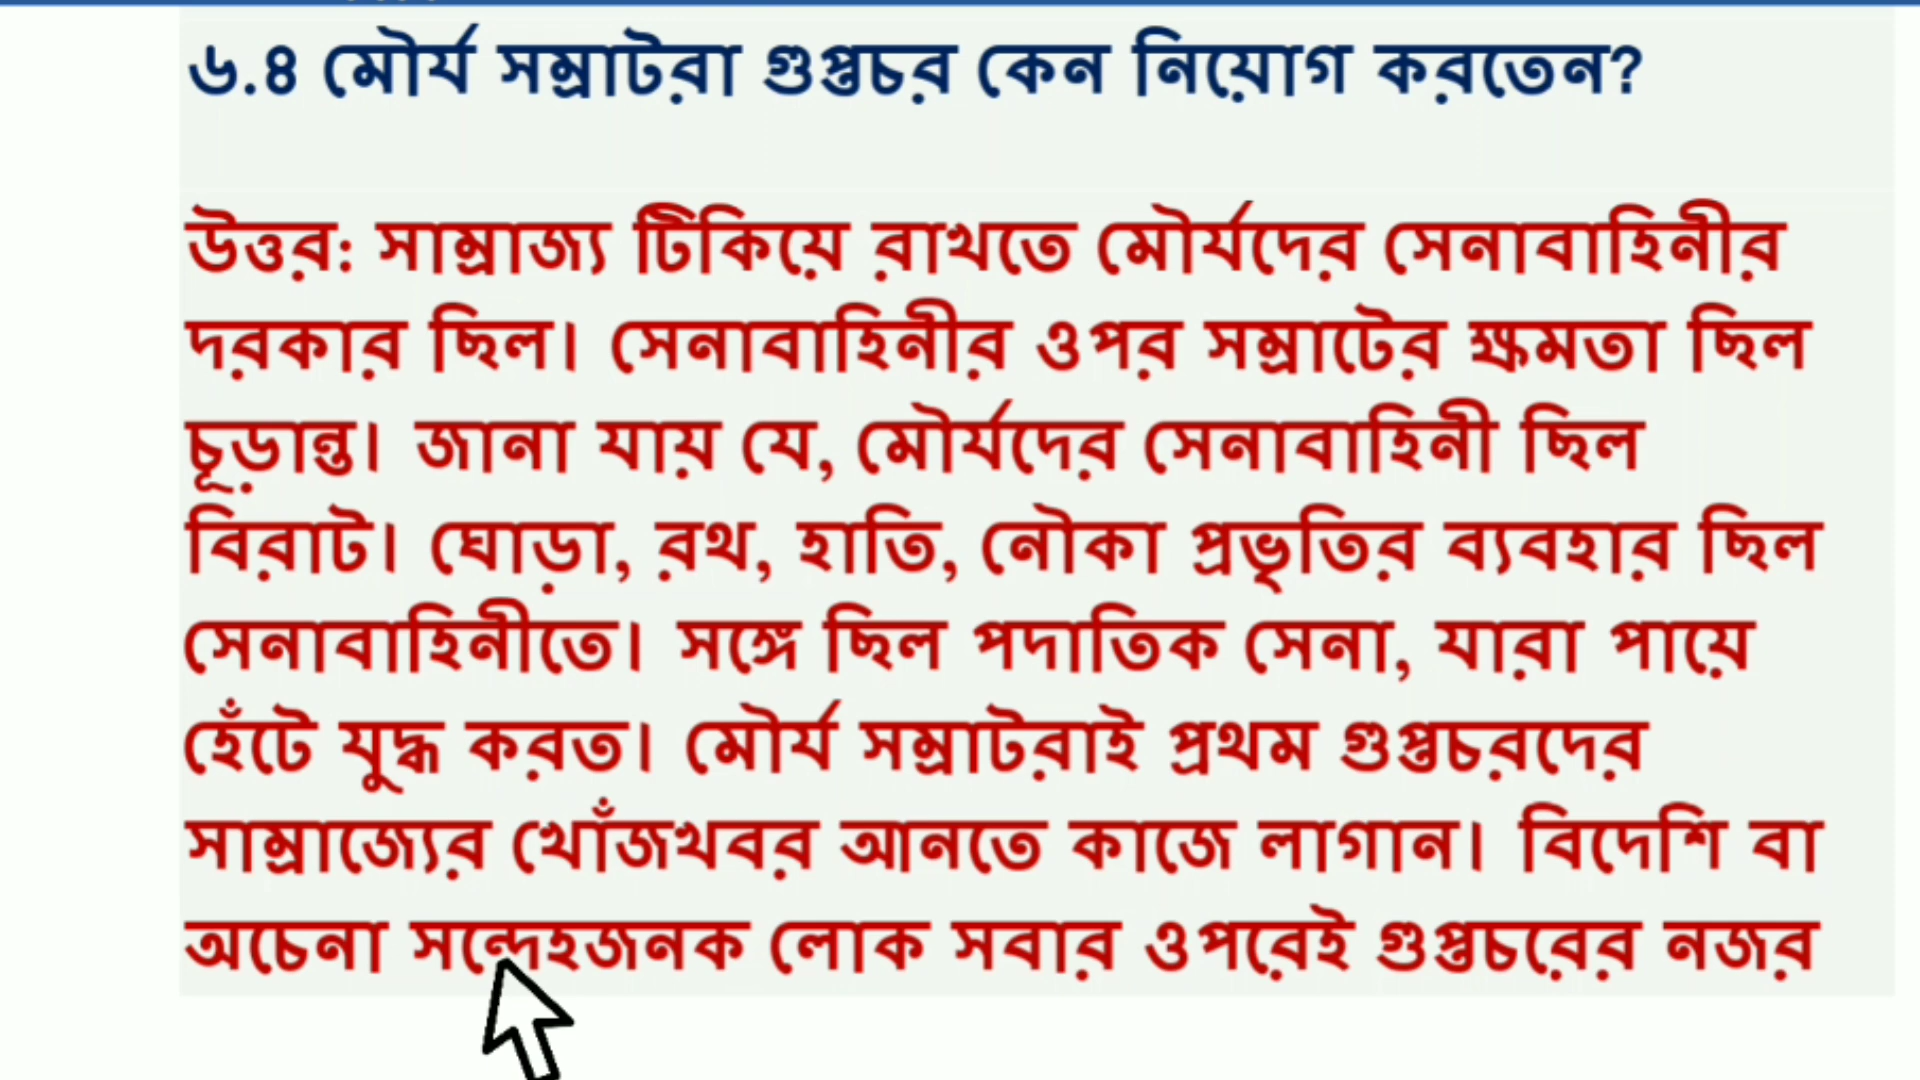 ৬.৪ মৌর্য সম্রাটরা গুপ্তচর কেন নিয়োগ করতেন?
উত্তর: সাম্রাজ্য টিকিয়ে রাখতে মৌর্যদের সেনাবাহিনীর
দরকার ছিল। সেনাবাহিনীর ওপর সম্রাটের ক্ষমতা ছিল
চূড়ান্ত। জানা যায় যে, মৌর্যদের সেনাবাহিনী ছিল
বিরাট। ঘোড়া, রথ, হাতি, নৌকা প্রভৃতির ব্যবহার ছিল
সেনাবাহিনীতে। সঙ্গে ছিল পদাতিক সেনা, যারা পায়ে
হেঁটে যুদ্ধ করত। মৌর্য সম্রাটরাই প্রথম গুপ্তচরদের
সাম্রাজ্যের খোঁজখবর আনতে কাজে লাগান। বিদেশি বা
অচেনা সন্দেহজনক লোক সবার ওপরেই গুপ্তচরের নজর